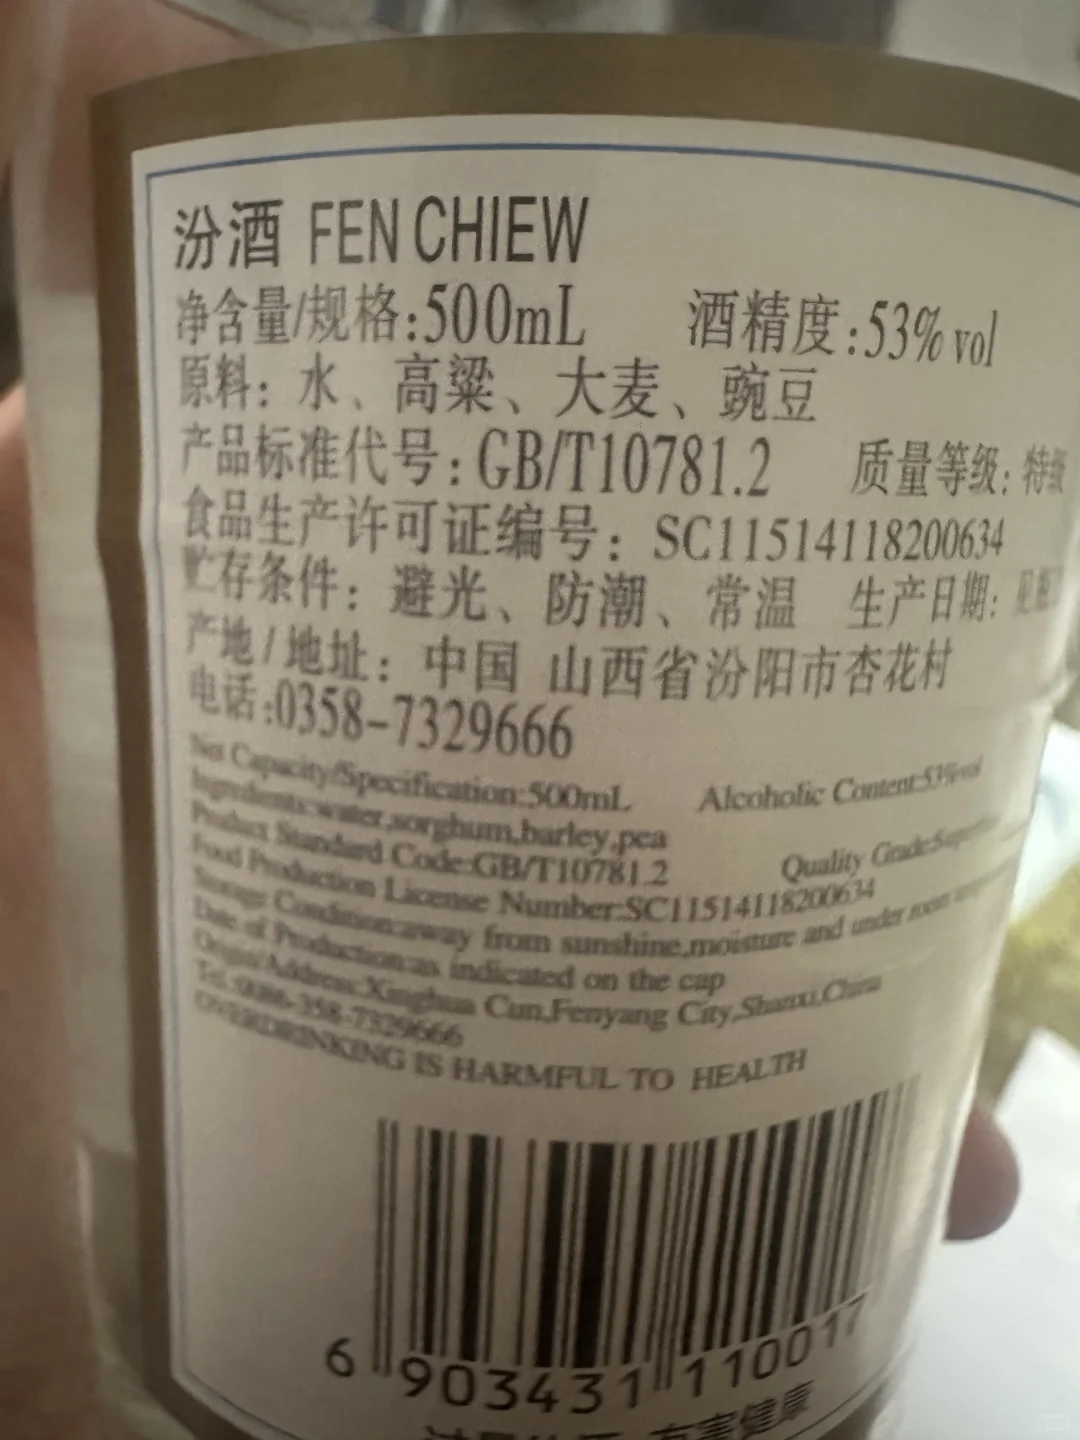 汾酒 FEN CHIEW
净含量/规格:500mL 酒精度:53%vol
原料: 水、高粱、大麦、豌豆
产品标准代号:GB/T10781.2 质量等级: 特级
食品生产许可证编号: SC11514118200634
贮存条件: 避光、防潮、常温 生产日期: 见瓶
产地/地址: 中国 山西省汾阳市杏花村
电话:0358-7329666
Net Capacity/Specification:500mL Alcoholic Content:53%vol
Ingredients:water,sorghum,barley,pea
Product Standard Code:GB/T10781.2 Quality Grade:
Food Production License Number:SC11514118200634
Storage Condition:away from sunshine,moisture and under room
Date of Production:as indicated on the cap
Origin/Address:Xinghua Cun,Fenyang City,Shanxi,China
Tel.:0086-358-7329666
OVERDRINKING IS HARMFUL TO HEALTH
6 903431 110017
有害健康